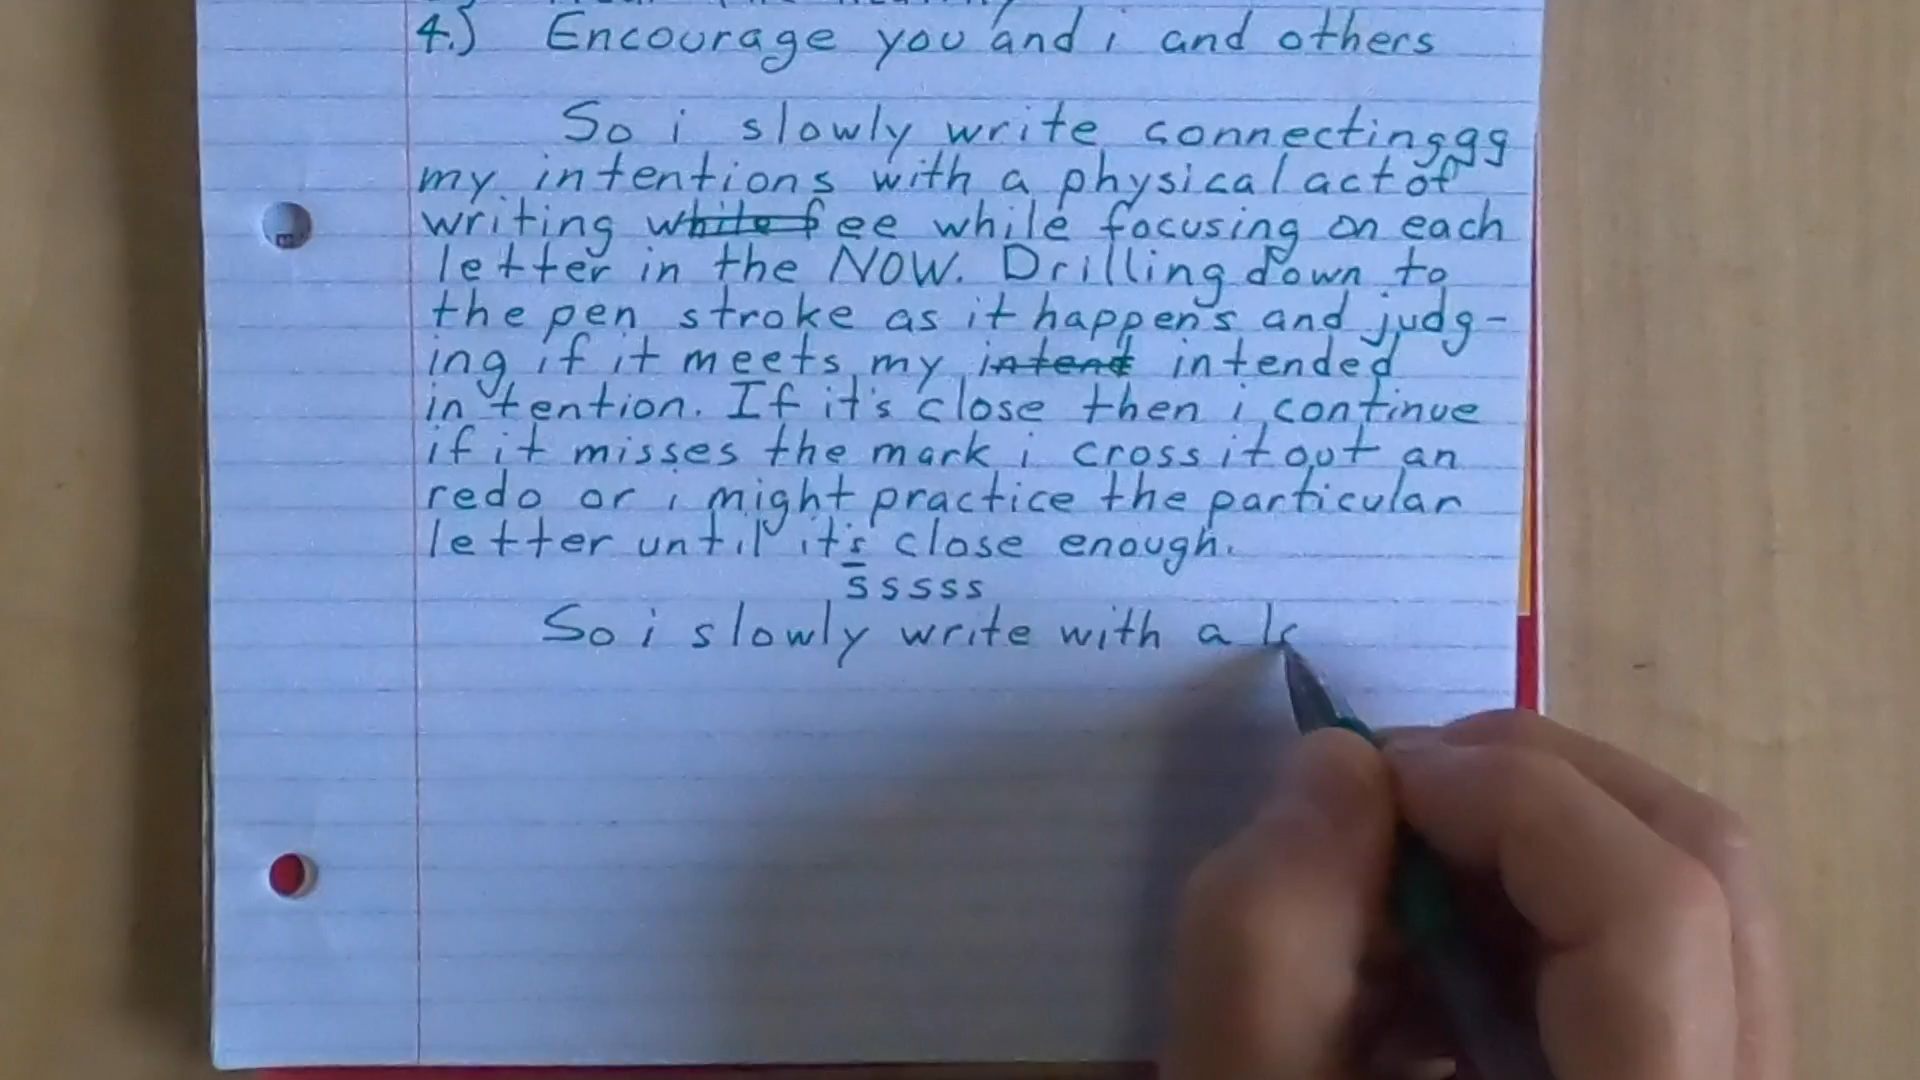 4.) Encourage you and i and others
So i slowly write connectinggg
my intentions with a physical act of
writing white f ee while focusing on each
letter in the NOW. Drilling down to
the pen stroke as it happens and judg-
ing if it meets my intend intended
intention. If it's close then i continue
if it misses the mark i cross it out an
redo or i might practice the particular
letter until it's close enough.
s s s s s
So i slowly write with a